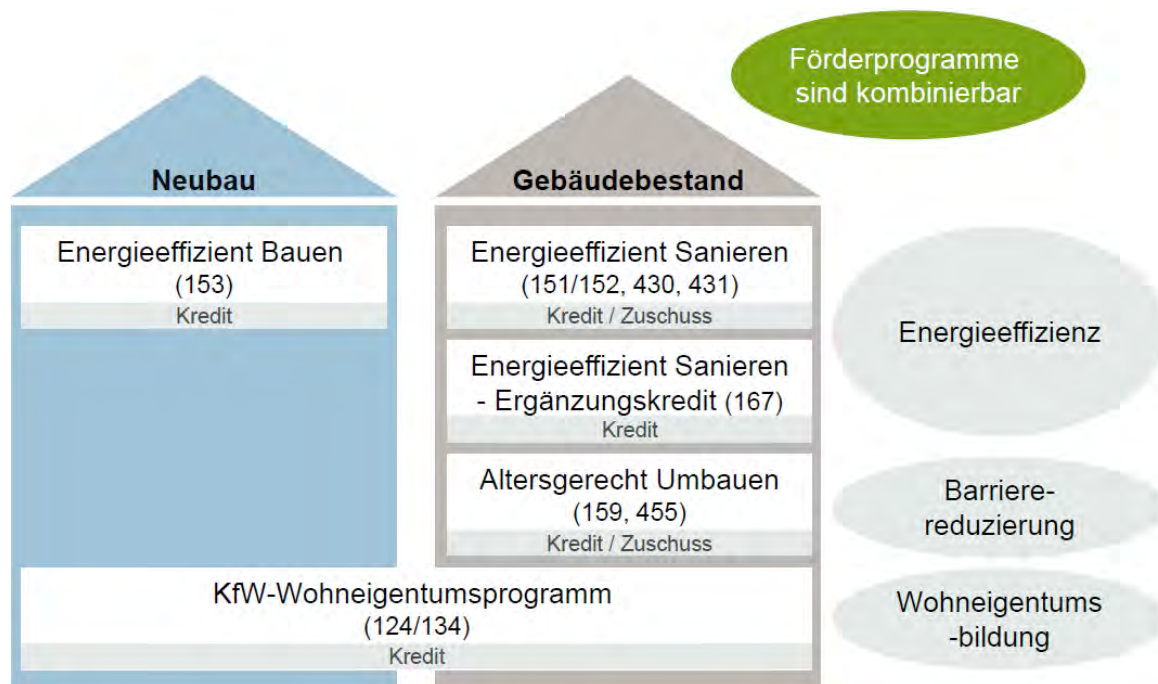 Förderprogramme
sind kombinierbar
Neubau
Gebäudebestand
Energieeffizient Bauen
(153)
Kredit
Energieeffizient Sanieren
(151/152, 430, 431)
Kredit / Zuschuss
Energieeffizienz
Energieeffizient Sanieren
- Ergänzungskredit (167)
Kredit
Altersgerecht Umbauen
(159, 455)
Kredit / Zuschuss
Barriere-
reduzierung
KfW-Wohneigentumsprogramm
(124/134)
Kredit
Wohneigentums
-bildung